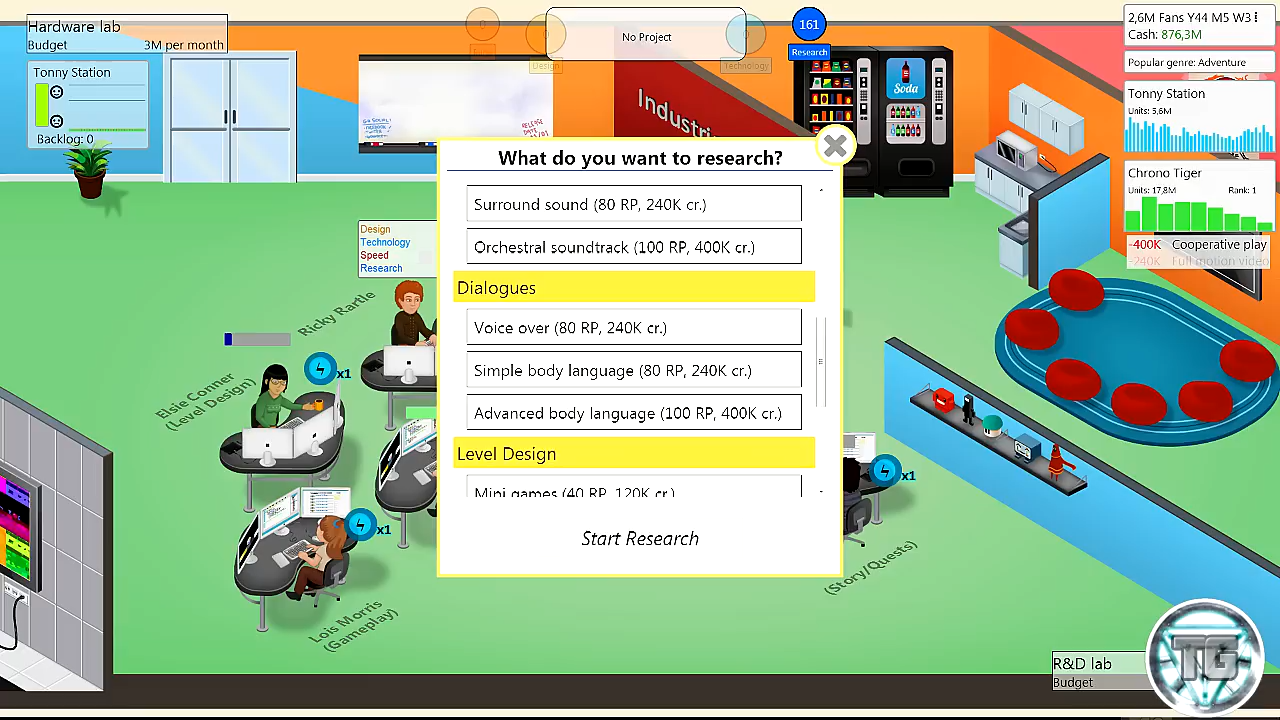 Hardware lab
Budget 3M per month
Tonny Station
Backlog: 0
No Project
Design
Technology
161
Research
2,6M Fans Y44 M5 W3
Cash: 876,3M
Popular genre: Adventure
Tonny Station
Units: 5,6M
Chrono Tiger
Units: 17,8M Rank: 1
-400K Cooperative play
-240K Full motion video
Soda
Industri
GO SOCIAL!
RELEASE
DATE
Design
Technology
Speed
Research
Ricky Rartle
Elsie Conner
(Level Design)
x1
x1
Lois Morris
(Gameplay)
x1
(Story/Quests)
What do you want to research?
Surround sound (80 RP, 240K cr.)
Orchestral soundtrack (100 RP, 400K cr.)
Dialogues
Voice over (80 RP, 240K cr.)
Simple body language (80 RP, 240K cr.)
Advanced body language (100 RP, 400K cr.)
Level Design
Mini games (40 RP, 120K cr.)
Start Research
R&D lab
Budget
TG